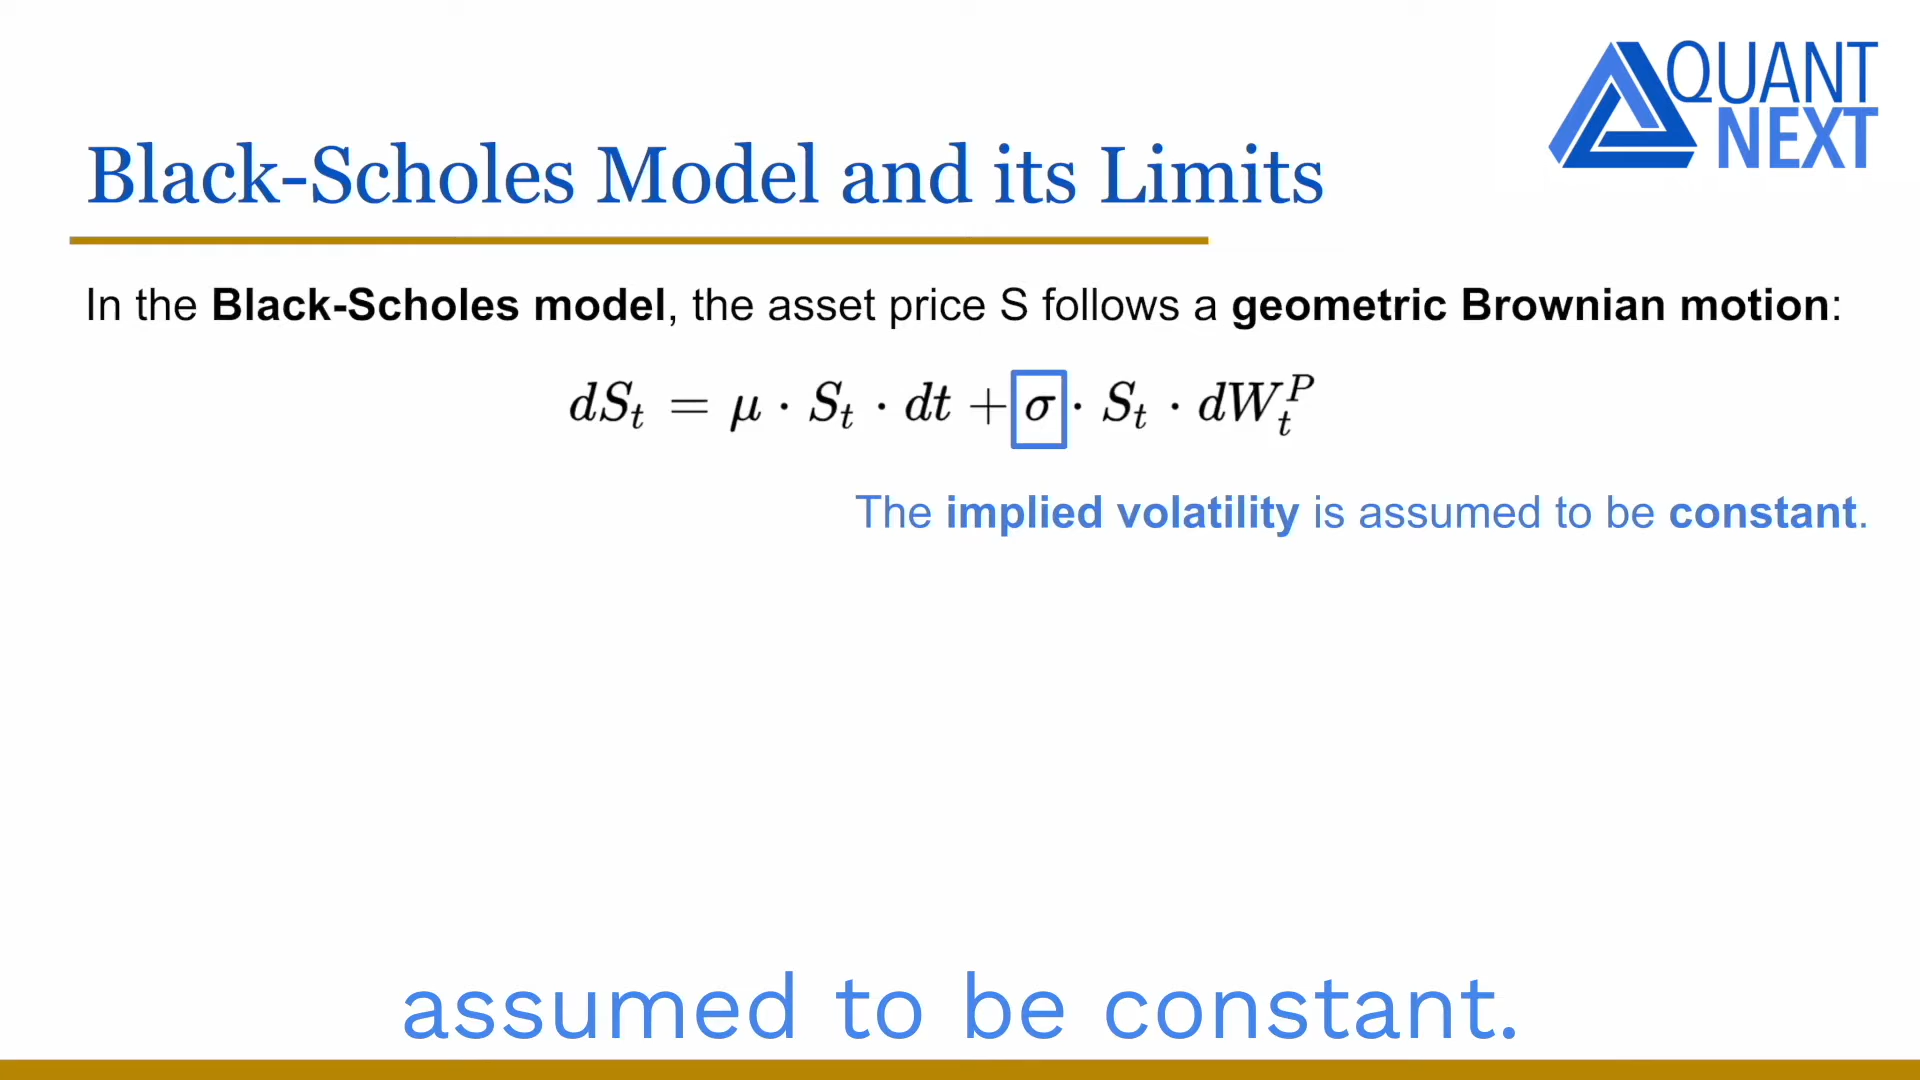 QUANT
NEXT
Black-Scholes Model and its Limits
In the Black-Scholes model, the asset price S follows a geometric Brownian motion:
dS_t = μ · S_t · dt + σ · S_t · dW_t^P
The implied volatility is assumed to be constant.
assumed to be constant.